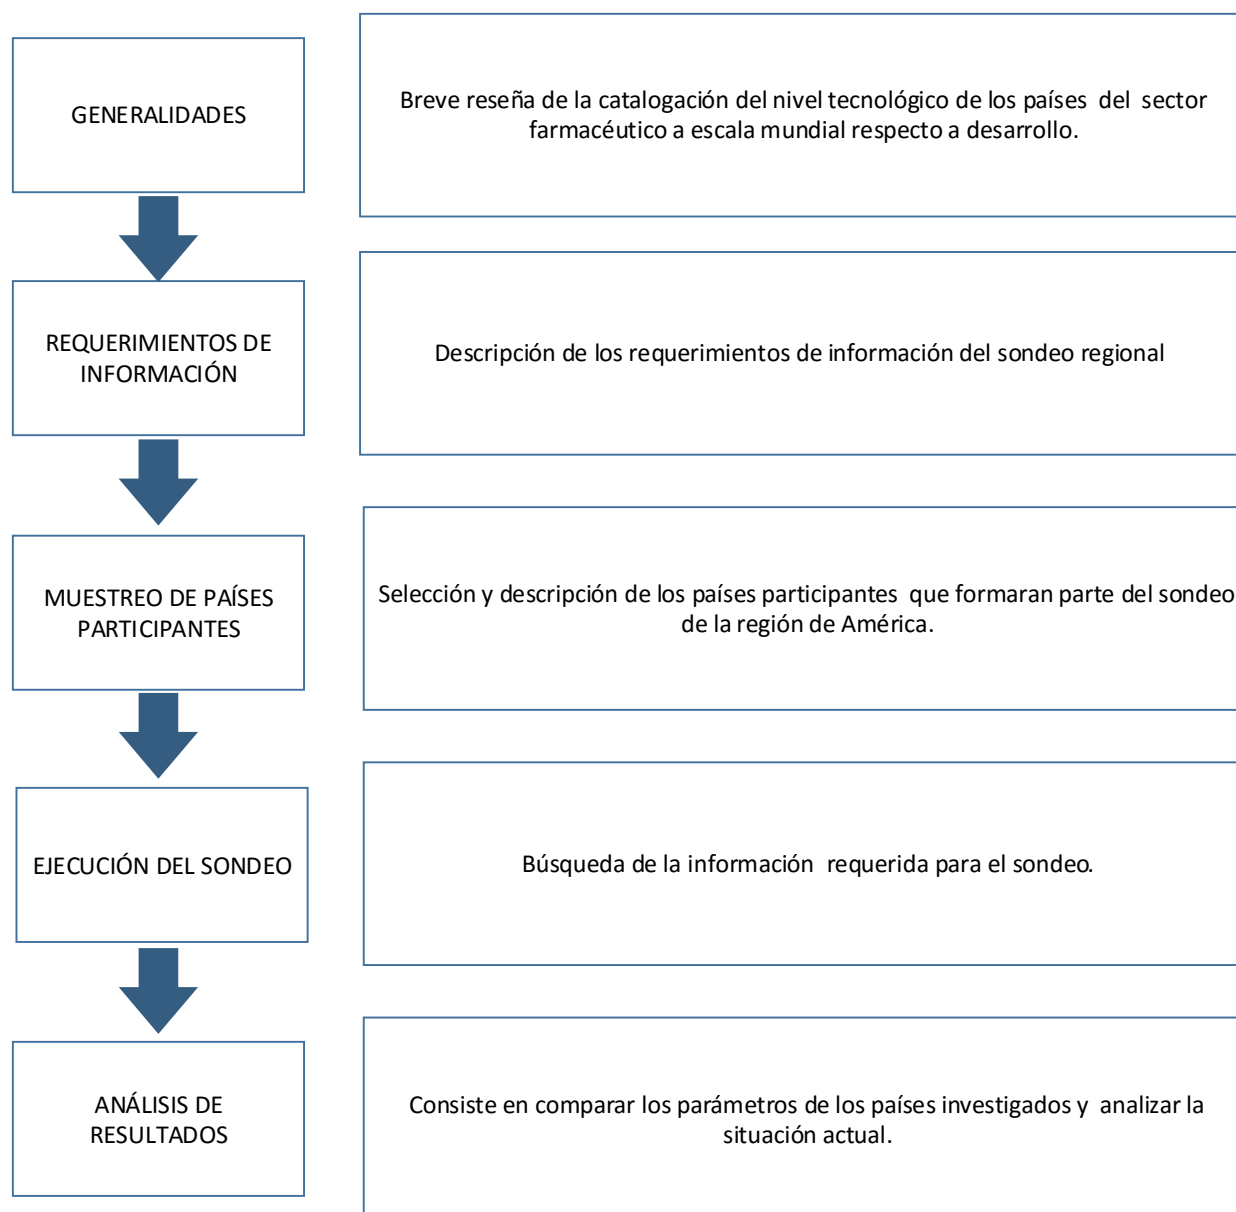 GENERALIDADES
Breve reseña de la catalogación del nivel tecnológico de los países del sector
farmacéutico a escala mundial respecto a desarrollo.
REQUERIMIENTOS DE
INFORMACIÓN
Descripción de los requerimientos de información del sondeo regional
MUESTREO DE PAÍSES
PARTICIPANTES
Selección y descripción de los países participantes que formaran parte del sondeo
de la región de América.
EJECUCIÓN DEL SONDEO
Búsqueda de la información requerida para el sondeo.
ANÁLISIS DE
RESULTADOS
Consiste en comparar los parámetros de los países investigados y analizar la
situación actual.